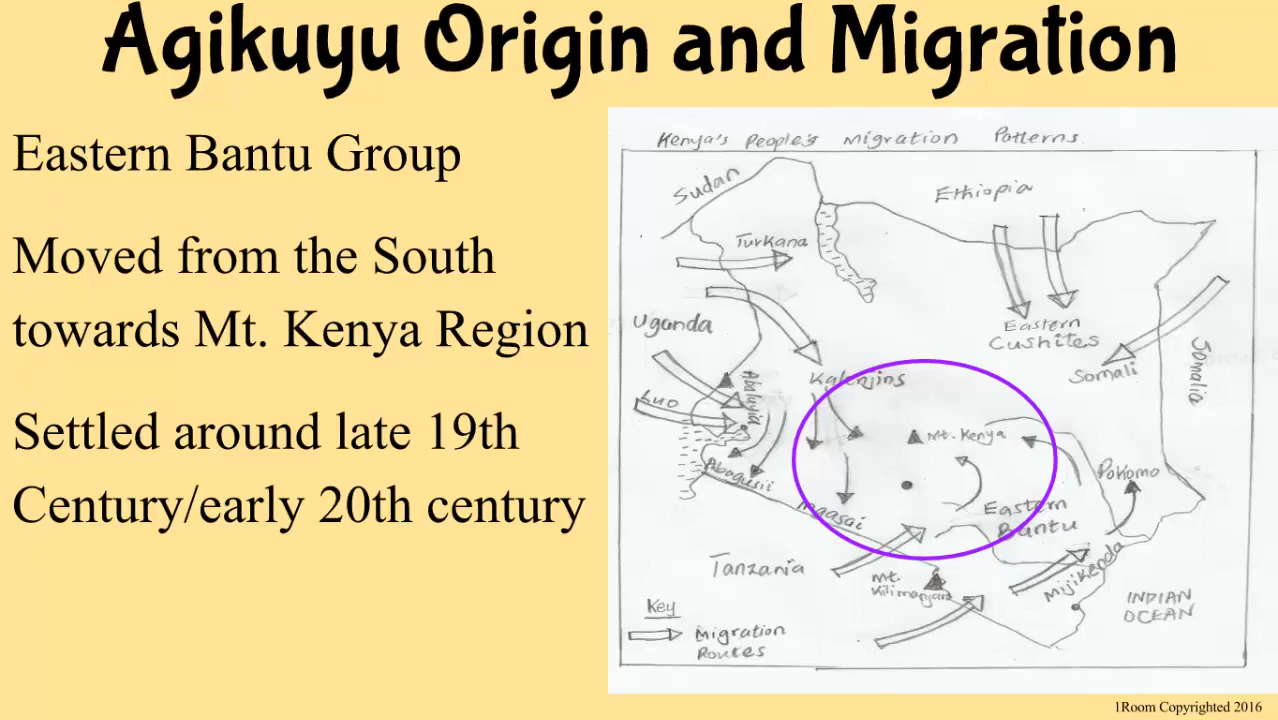 Agikuyu Origin and Migration
Eastern Bantu Group
Moved from the South
towards Mt. Kenya Region
Settled around late 19th
Century/early 20th century
Kenya's People's Migration Patterns
Sudan
Ethiopia
Turkana
Uganda
Eastern
Cushites
Somali
Somalia
Kalenjins
Luo
Abaluyia
Mt. Kenya
Abagusii
Pokomo
Maasai
Eastern
Bantu
Tanzania
Mt.
Kilimanjaro
Mijikenda
INDIAN
OCEAN
Key
Migration
Routes
1Room Copyrighted 2016